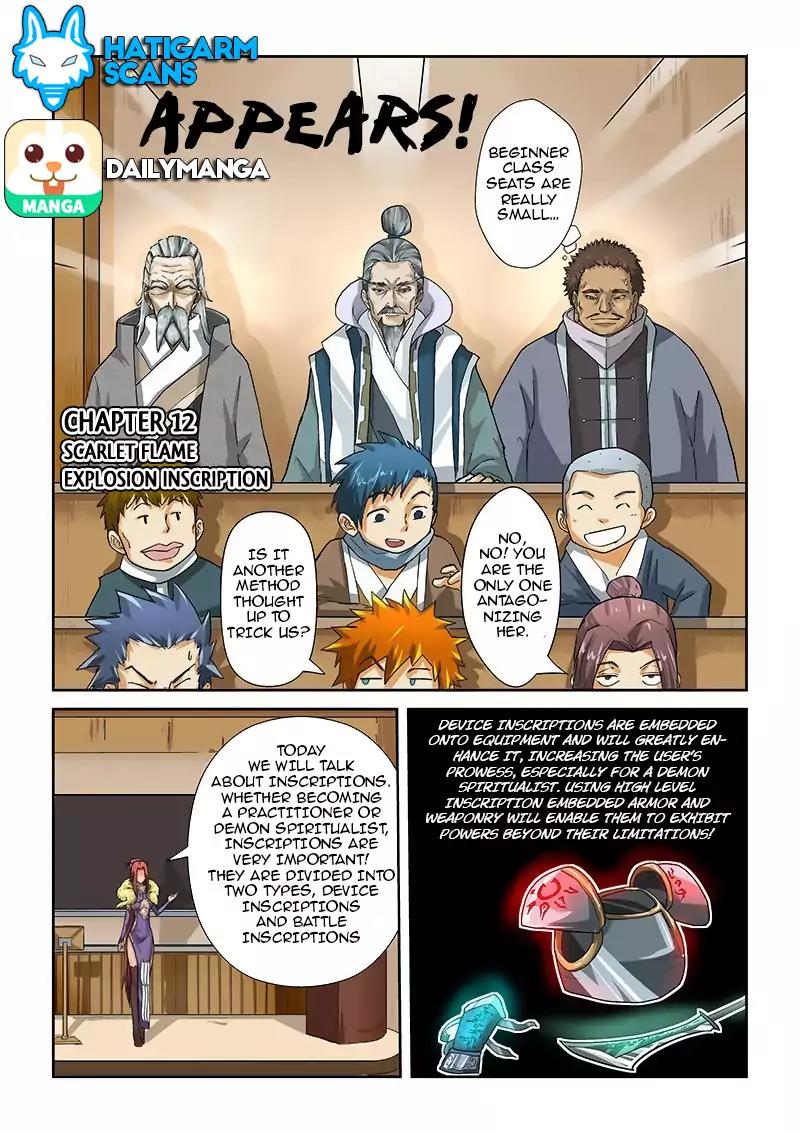 HATIGARM
SCANS
APPEARS!
MANGA
DAILYMANGA
BEGINNER
CLASS
SEATS ARE
REALLY
SMALL...
CHAPTER 12
SCARLET FLAME
EXPLOSION INSCRIPTION
IS IT
ANOTHER
METHOD
THOUGHT
UP TO
TRICK US?
NO,
NO! YOU
ARE THE
ONLY ONE
ANTAGO-
NIZING
HER.
TODAY
WE WILL TALK
ABOUT INSCRIPTIONS.
WHETHER BECOMING
A PRACTITIONER OR
DEMON SPIRITUALIST,
INSCRIPTIONS ARE
VERY IMPORTANT!
THEY ARE DIVIDED INTO
TWO TYPES, DEVICE
INSCRIPTIONS
AND BATTLE
INSCRIPTIONS
DEVICE INSCRIPTIONS ARE EMBEDDED
ONTO EQUIPMENT AND WILL GREATLY EN-
HANCE IT, INCREASING THE USER'S
PROWESS, ESPECIALLY FOR A DEMON
SPIRITUALIST. USING HIGH LEVEL
INSCRIPTION EMBEDDED ARMOR AND
WEAPONRY WILL ENABLE THEM TO EXHIBIT
POWERS BEYOND THEIR LIMITATIONS!